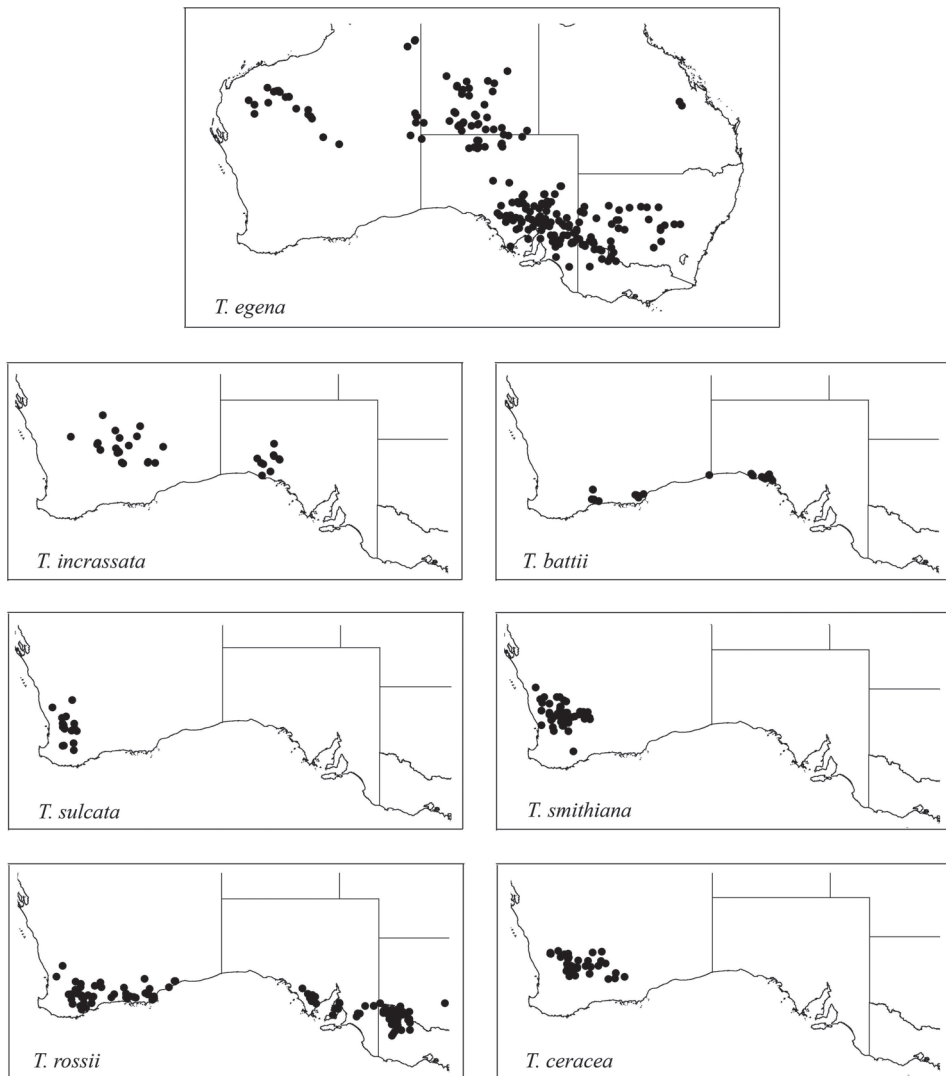 T. egena
T. incrassata
T. battii
T. sulcata
T. smithiana
T. rossii
T. ceracea